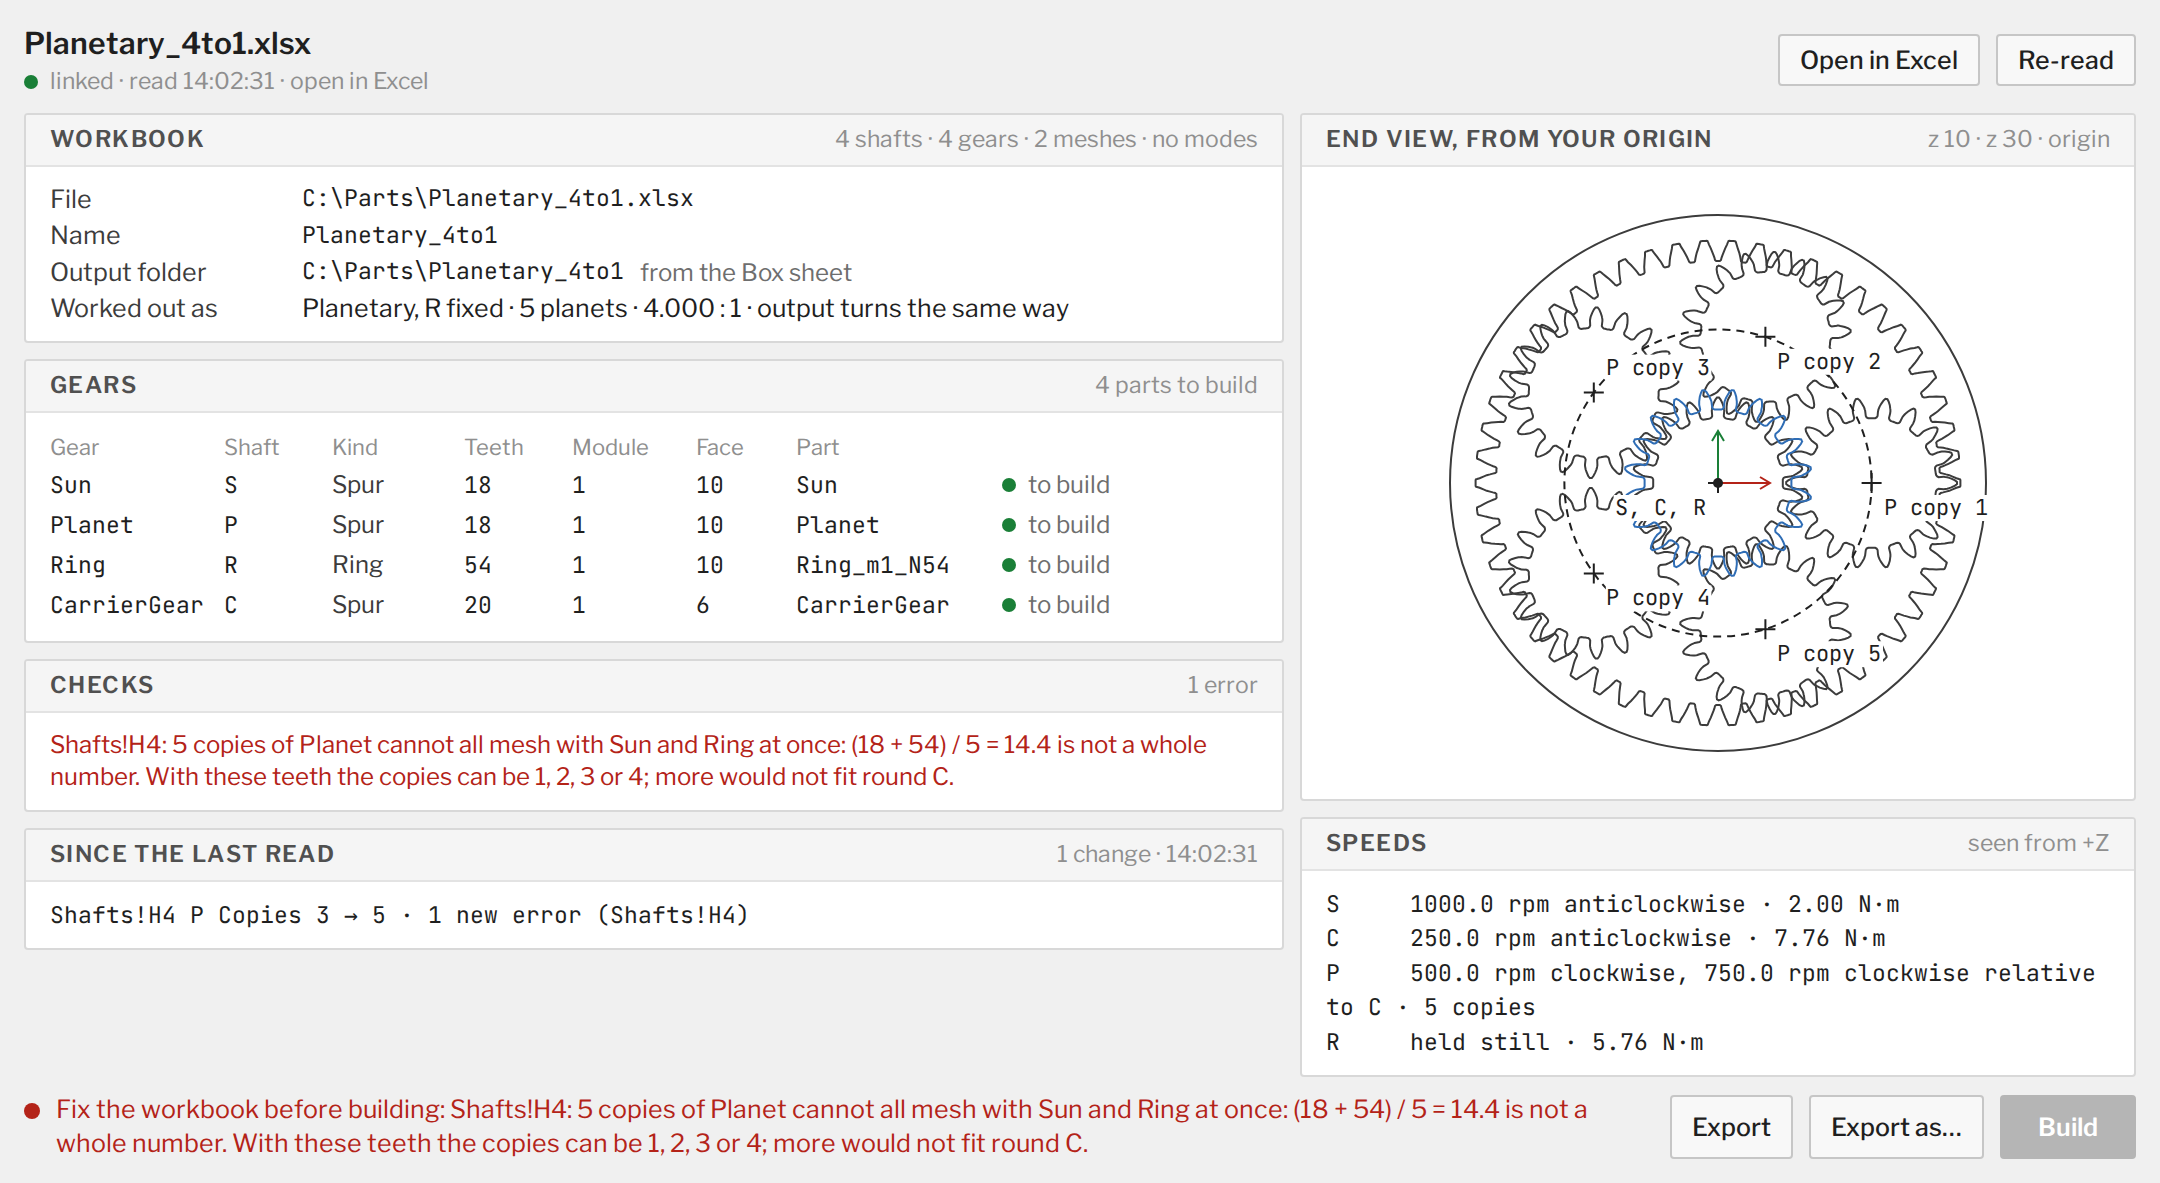 Planetary_4to1.xlsx
linked · read 14:02:31 · open in Excel
Open in Excel
Re-read
WORKBOOK
4 shafts · 4 gears · 2 meshes · no modes
File C:\Parts\Planetary_4to1.xlsx
Name Planetary_4to1
Output folder C:\Parts\Planetary_4to1 from the Box sheet
Worked out as Planetary, R fixed · 5 planets · 4.000 : 1 · output turns the same way
GEARS
4 parts to build
Gear Shaft Kind Teeth Module Face Part
Sun S Spur 18 1 10 Sun to build
Planet P Spur 18 1 10 Planet to build
Ring R Ring 54 1 10 Ring_m1_N54 to build
CarrierGear C Spur 20 1 6 CarrierGear to build
CHECKS
1 error
Shafts!H4: 5 copies of Planet cannot all mesh with Sun and Ring at once: (18 + 54) / 5 = 14.4 is not a whole
number. With these teeth the copies can be 1, 2, 3 or 4; more would not fit round C.
SINCE THE LAST READ
1 change · 14:02:31
Shafts!H4 P Copies 3 → 5 · 1 new error (Shafts!H4)
END VIEW, FROM YOUR ORIGIN
z 10 · z 30 · origin
P copy 3
P copy 2
S, C, R
P copy 1
P copy 4
P copy 5
SPEEDS
seen from +Z
S 1000.0 rpm anticlockwise · 2.00 N·m
C 250.0 rpm anticlockwise · 7.76 N·m
P 500.0 rpm clockwise, 750.0 rpm clockwise relative
to C · 5 copies
R held still · 5.76 N·m
Fix the workbook before building: Shafts!H4: 5 copies of Planet cannot all mesh with Sun and Ring at once: (18 + 54) / 5 = 14.4 is not a
whole number. With these teeth the copies can be 1, 2, 3 or 4; more would not fit round C.
Export
Export as...
Build